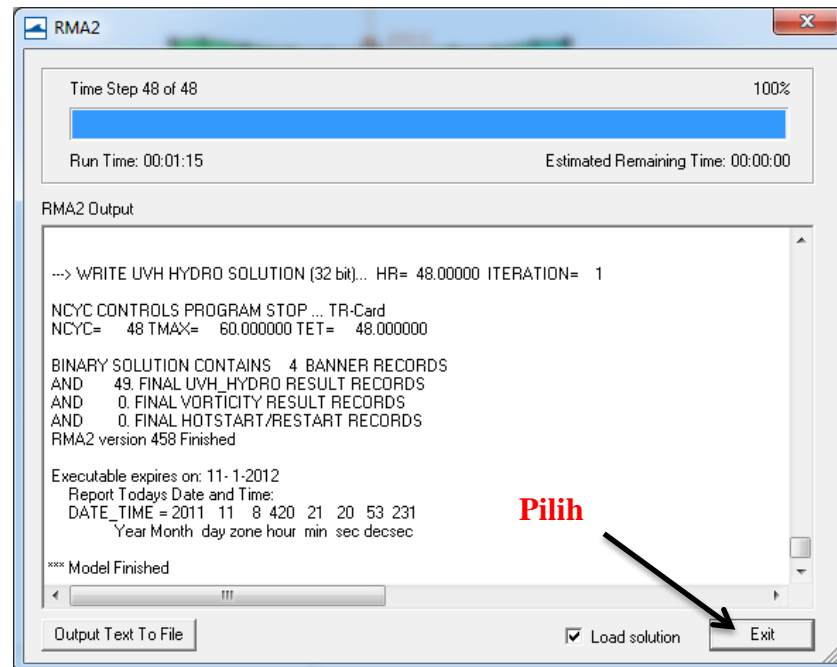 RMA2
Time Step 48 of 48 100%
Run Time: 00:01:15 Estimated Remaining Time: 00:00:00
RMA2 Output
---> WRITE UVH HYDRO SOLUTION (32 bit)... HR= 48.00000 ITERATION= 1
NCYC CONTROLS PROGRAM STOP ... TR-Card
NCYC= 48 TMAX= 60.000000 TET= 48.000000
BINARY SOLUTION CONTAINS 4 BANNER RECORDS
AND 49. FINAL UVH_HYDRO RESULT RECORDS
AND 0. FINAL VORTICITY RESULT RECORDS
AND 0. FINAL HOTSTART/RESTART RECORDS
RMA2 version 458 Finished
Executable expires on: 11- 1-2012
Report Todays Date and Time:
DATE_TIME = 2011 11 8 420 21 20 53 231
Year Month day zone hour min sec decsec
Pilih
*** Model Finished
Output Text To File Load solution Exit